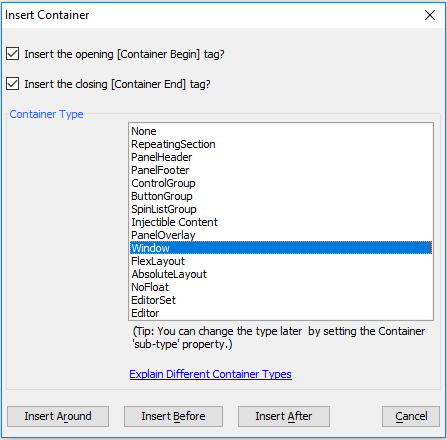 Insert Container
Insert the opening [Container Begin] tag?
Insert the closing [Container End] tag?
Container Type
None
RepeatingSection
PanelHeader
PanelFooter
ControlGroup
ButtonGroup
SpinListGroup
Injectible Content
PanelOverlay
Window
FlexLayout
AbsoluteLayout
NoFloat
EditorSet
Editor
(Tip: You can change the type later by setting the Container
'sub-type' property.)
Explain Different Container Types
Insert Around Insert Before Insert After Cancel